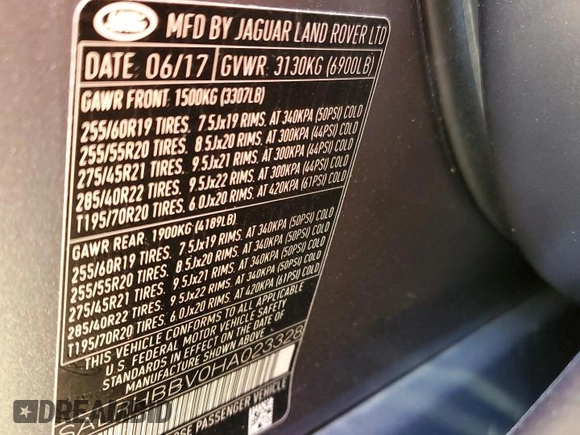 MFD BY JAGUAR LAND ROVER LTD
DATE 06/17 GVWR 3130KG (6900LB)
GAWR FRONT 1500KG (3307LB)
255/60R19 TIRES, 7.5Jx19 RIMS, AT 340KPA (50PSI) COLD
255/55R20 TIRES, 8.5Jx20 RIMS, AT 300KPA (44PSI) COLD
275/45R21 TIRES, 9.5Jx21 RIMS, AT 300KPA (44PSI) COLD
285/40R22 TIRES, 9.5Jx22 RIMS, AT 300KPA (44PSI) COLD
T195/70R20 TIRES, 6.0Jx20 RIMS, AT 420KPA (61PSI) COLD
GAWR REAR 1900KG (4189LB)
255/60R19 TIRES, 7.5Jx19 RIMS, AT 340KPA (50PSI) COLD
255/55R20 TIRES, 8.5Jx20 RIMS, AT 340KPA (50PSI) COLD
275/45R21 TIRES, 9.5Jx21 RIMS, AT 340KPA (50PSI) COLD
285/40R22 TIRES, 9.5Jx22 RIMS, AT 340KPA (50PSI) COLD
T195/70R20 TIRES, 6.0Jx20 RIMS, AT 420KPA (61PSI) COLD
THIS VEHICLE CONFORMS TO ALL APPLICABLE
U.S. FEDERAL MOTOR VEHICLE SAFETY
STANDARDS IN EFFECT ON THE DATE OF
MANUFACTURE SHOWN ABOVE.
HBBV0HA023328
PASSENGER VEHICLE
DREAMBID